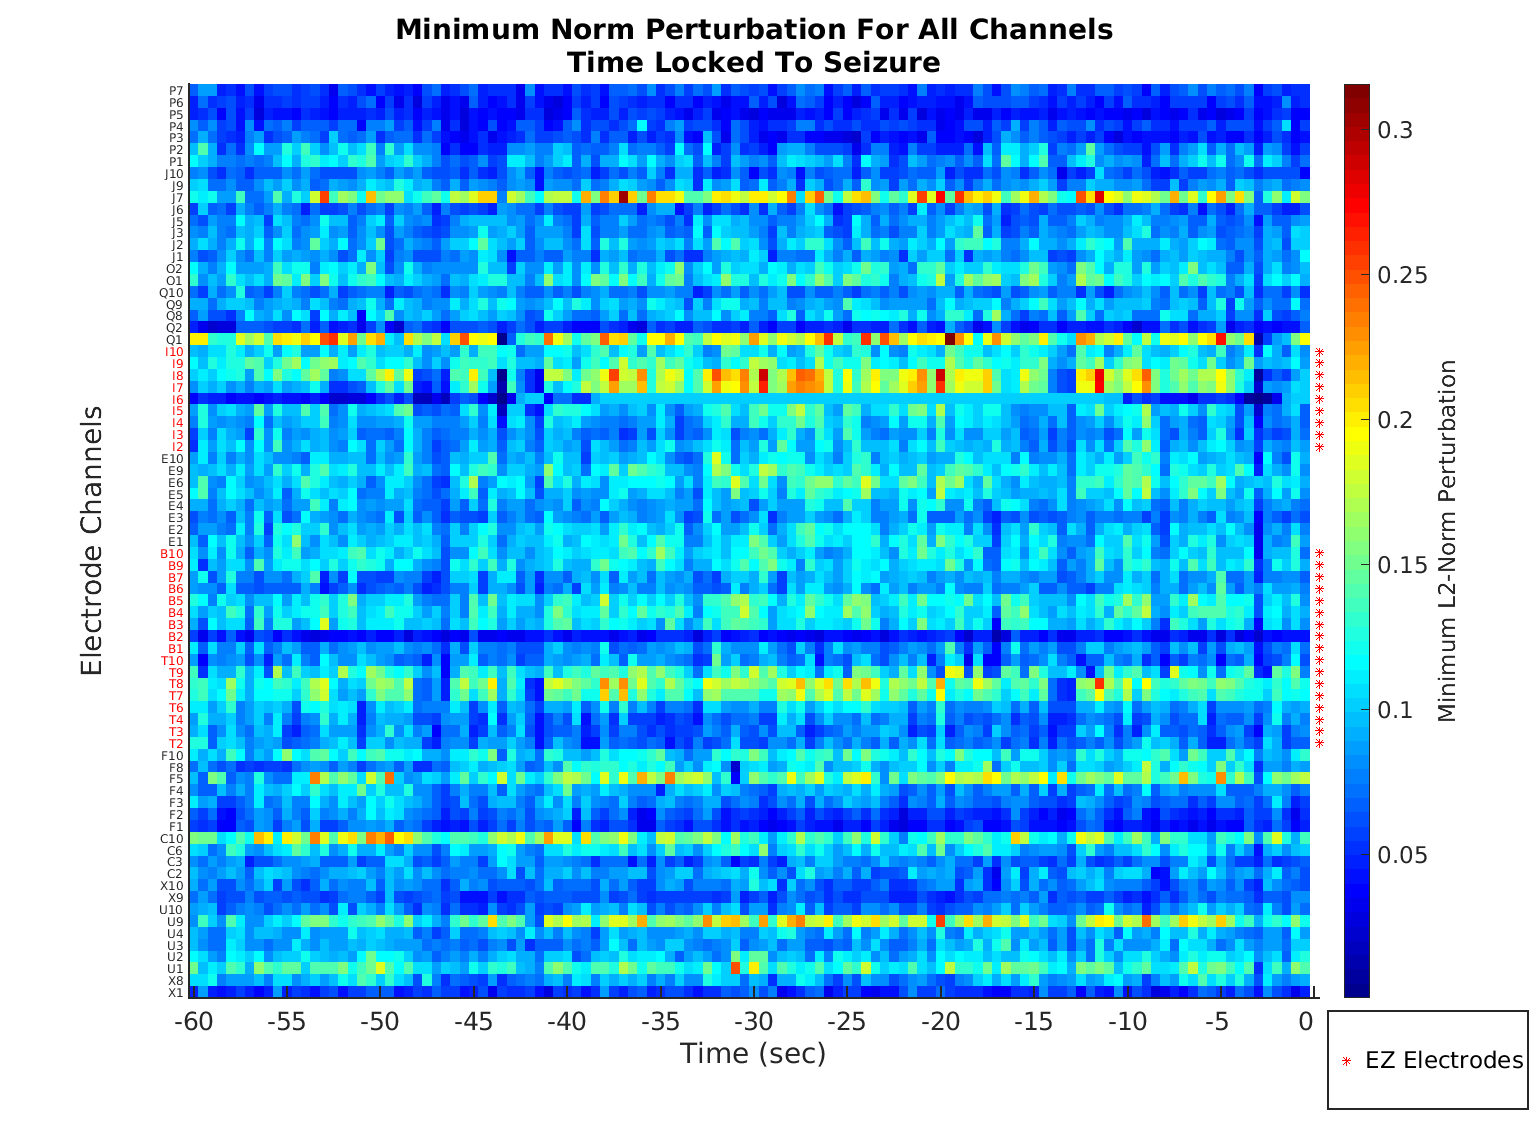 Minimum Norm Perturbation For All Channels
Time Locked To Seizure
Electrode Channels
P7
P6
P5
P4
P3
P2
P1
J10
J9
J7
J6
J5
J3
J2
J1
O2
O1
Q10
Q9
Q8
Q2
Q1
I10
I9
I8
I7
I6
I5
I4
I3
I2
E10
E9
E6
E5
E4
E3
E2
E1
B10
B9
B7
B6
B5
B4
B3
B2
B1
T10
T9
T8
T7
T6
T4
T3
T2
F10
F8
F5
F4
F3
F2
F1
C10
C6
C3
C2
X10
X9
U10
U9
U4
U3
U2
U1
X8
X1
-60 -55 -50 -45 -40 -35 -30 -25 -20 -15 -10 -5 0
Time (sec)
0.3
0.25
0.2
0.15
0.1
0.05
Minimum L2-Norm Perturbation
EZ Electrodes